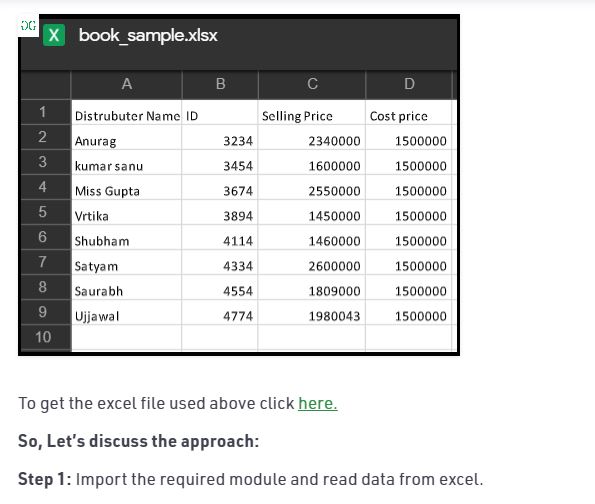 X book_sample.xlsx
A B C D
1 Distrubuter Name ID Selling Price Cost price
2 Anurag 3234 2340000 1500000
3 kumar sanu 3454 1600000 1500000
4 Miss Gupta 3674 2550000 1500000
5 Vrtika 3894 1450000 1500000
6 Shubham 4114 1460000 1500000
7 Satyam 4334 2600000 1500000
8 Saurabh 4554 1809000 1500000
9 Ujjawal 4774 1980043 1500000
10
To get the excel file used above click here.
So, Let’s discuss the approach:
Step 1: Import the required module and read data from excel.